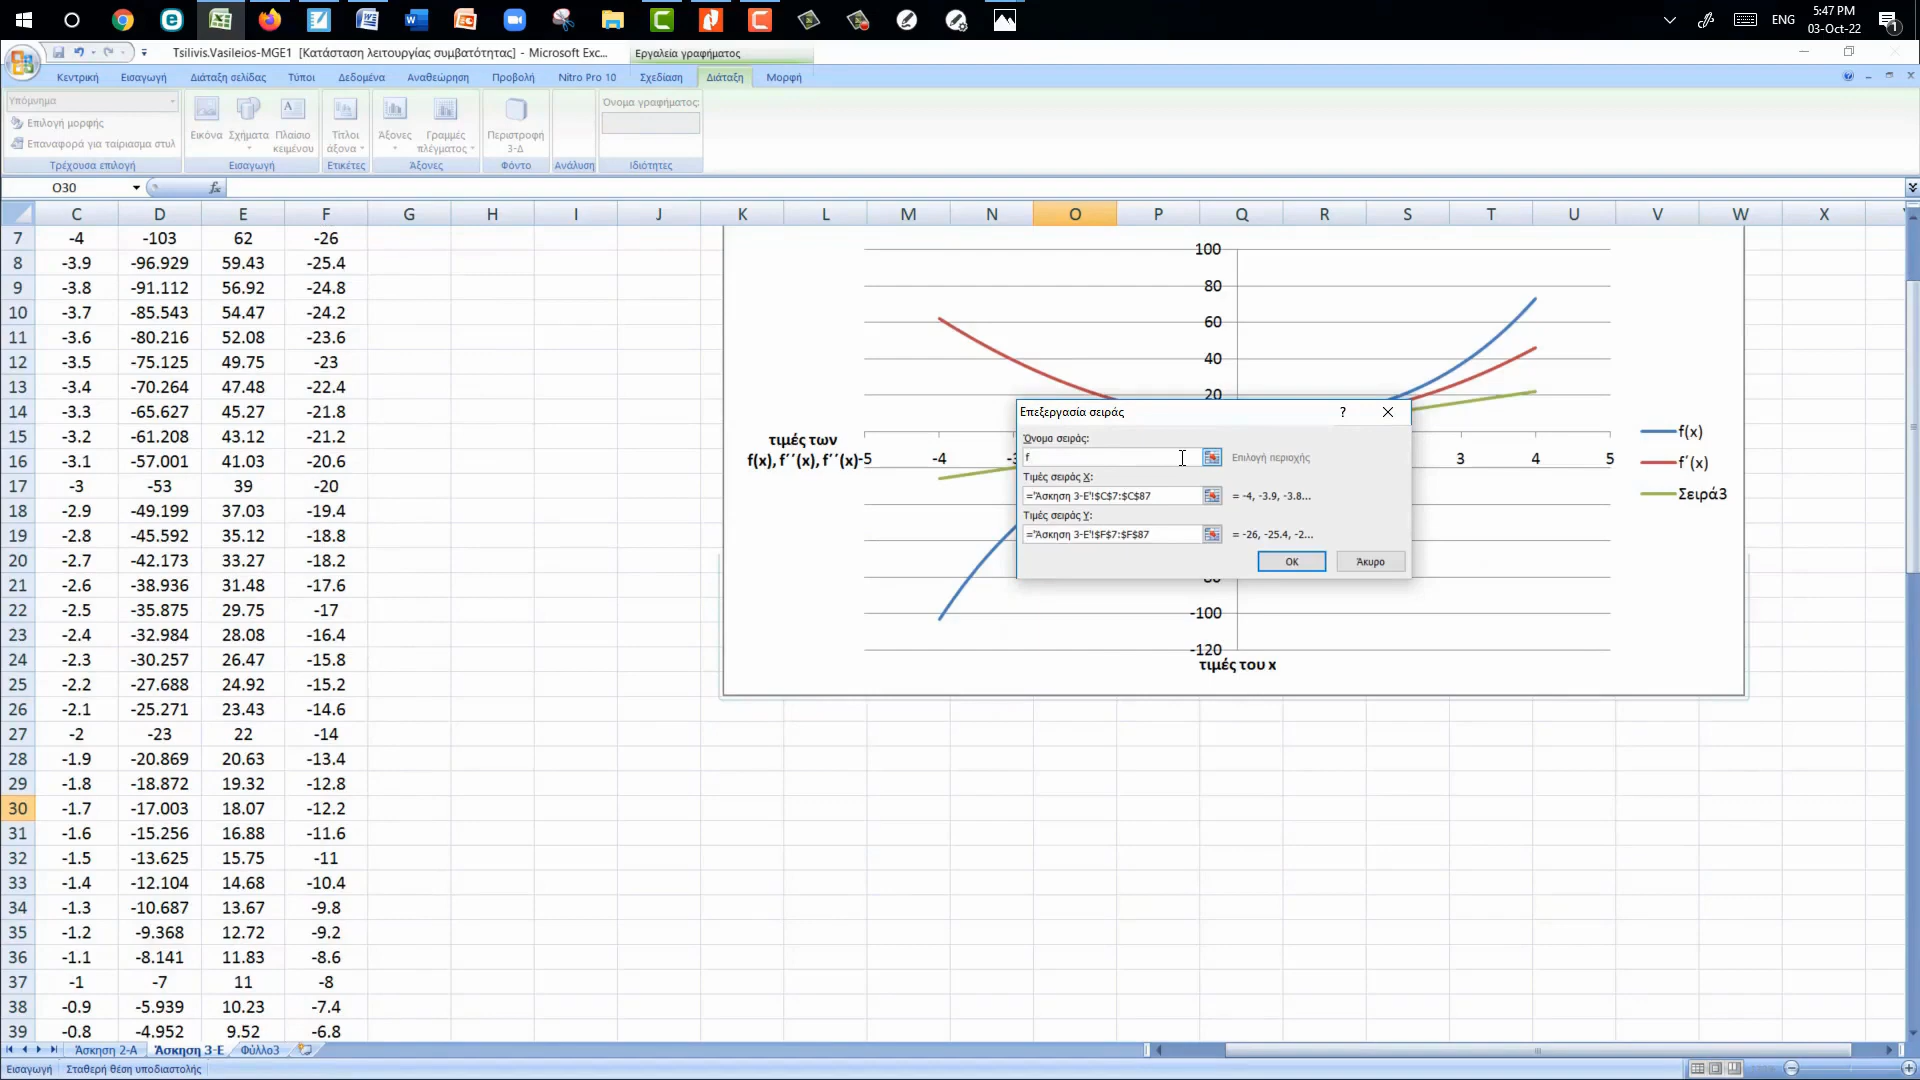 5:47 PM
ENG
03-Oct-22
1
Tsilivis.Vasileios-MGE1 [Κατάσταση λειτουργίας συμβατότητας] - Microsoft Exc...
Εργαλεία γραφήματος
Κεντρική Εισαγωγή Διάταξη σελίδας Τύποι Δεδομένα Αναθεώρηση Προβολή Nitro Pro 10 Σχεδίαση Διάταξη Μορφή
Υπόμνημα
Επιλογή μορφής
Επαναφορά για ταίριασμα στυλ
Τρέχουσα επιλογή
Εικόνα Σχήματα Πλαίσιο κειμένου
Εισαγωγή
Τίτλοι άξονα
Ετικέτες
Άξονες Γραμμές πλέγματος
Άξονες
Περιστροφή 3-Δ
Φόντο
Ανάλυση
Όνομα γραφήματος:
Ιδιότητες
O30
fx
C D E F G H I J K L M N O P Q R S T U V W X
7 -4 -103 62 -26
8 -3.9 -96.929 59.43 -25.4
9 -3.8 -91.112 56.92 -24.8
10 -3.7 -85.543 54.47 -24.2
11 -3.6 -80.216 52.08 -23.6
12 -3.5 -75.125 49.75 -23
13 -3.4 -70.264 47.48 -22.4
14 -3.3 -65.627 45.27 -21.8
15 -3.2 -61.208 43.12 -21.2
16 -3.1 -57.001 41.03 -20.6
17 -3 -53 39 -20
18 -2.9 -49.199 37.03 -19.4
19 -2.8 -45.592 35.12 -18.8
20 -2.7 -42.173 33.27 -18.2
21 -2.6 -38.936 31.48 -17.6
22 -2.5 -35.875 29.75 -17
23 -2.4 -32.984 28.08 -16.4
24 -2.3 -30.257 26.47 -15.8
25 -2.2 -27.688 24.92 -15.2
26 -2.1 -25.271 23.43 -14.6
27 -2 -23 22 -14
28 -1.9 -20.869 20.63 -13.4
29 -1.8 -18.872 19.32 -12.8
30 -1.7 -17.003 18.07 -12.2
31 -1.6 -15.256 16.88 -11.6
32 -1.5 -13.625 15.75 -11
33 -1.4 -12.104 14.68 -10.4
34 -1.3 -10.687 13.67 -9.8
35 -1.2 -9.368 12.72 -9.2
36 -1.1 -8.141 11.83 -8.6
37 -1 -7 11 -8
38 -0.9 -5.939 10.23 -7.4
39 -0.8 -4.952 9.52 -6.8
100
80
60
40
20
τιμές των
f(x), f΄΄(x), f΄΄(x)
-5 -4 3 4 5
-100
-120
τιμές του x
f(x)
f΄(x)
Σειρά3
Επεξεργασία σειράς
?
Όνομα σειράς:
f
Επιλογή περιοχής
Τιμές σειράς X:
='Άσκηση 3-Ε'!$C$7:$C$87
= -4, -3.9, -3.8...
Τιμές σειράς Y:
='Άσκηση 3-Ε'!$F$7:$F$87
= -26, -25.4, -2...
OK
Άκυρο
Άσκηση 2-Α Άσκηση 3-Ε Φύλλο3
Εισαγωγή Σταθερή θέση υποδιαστολής